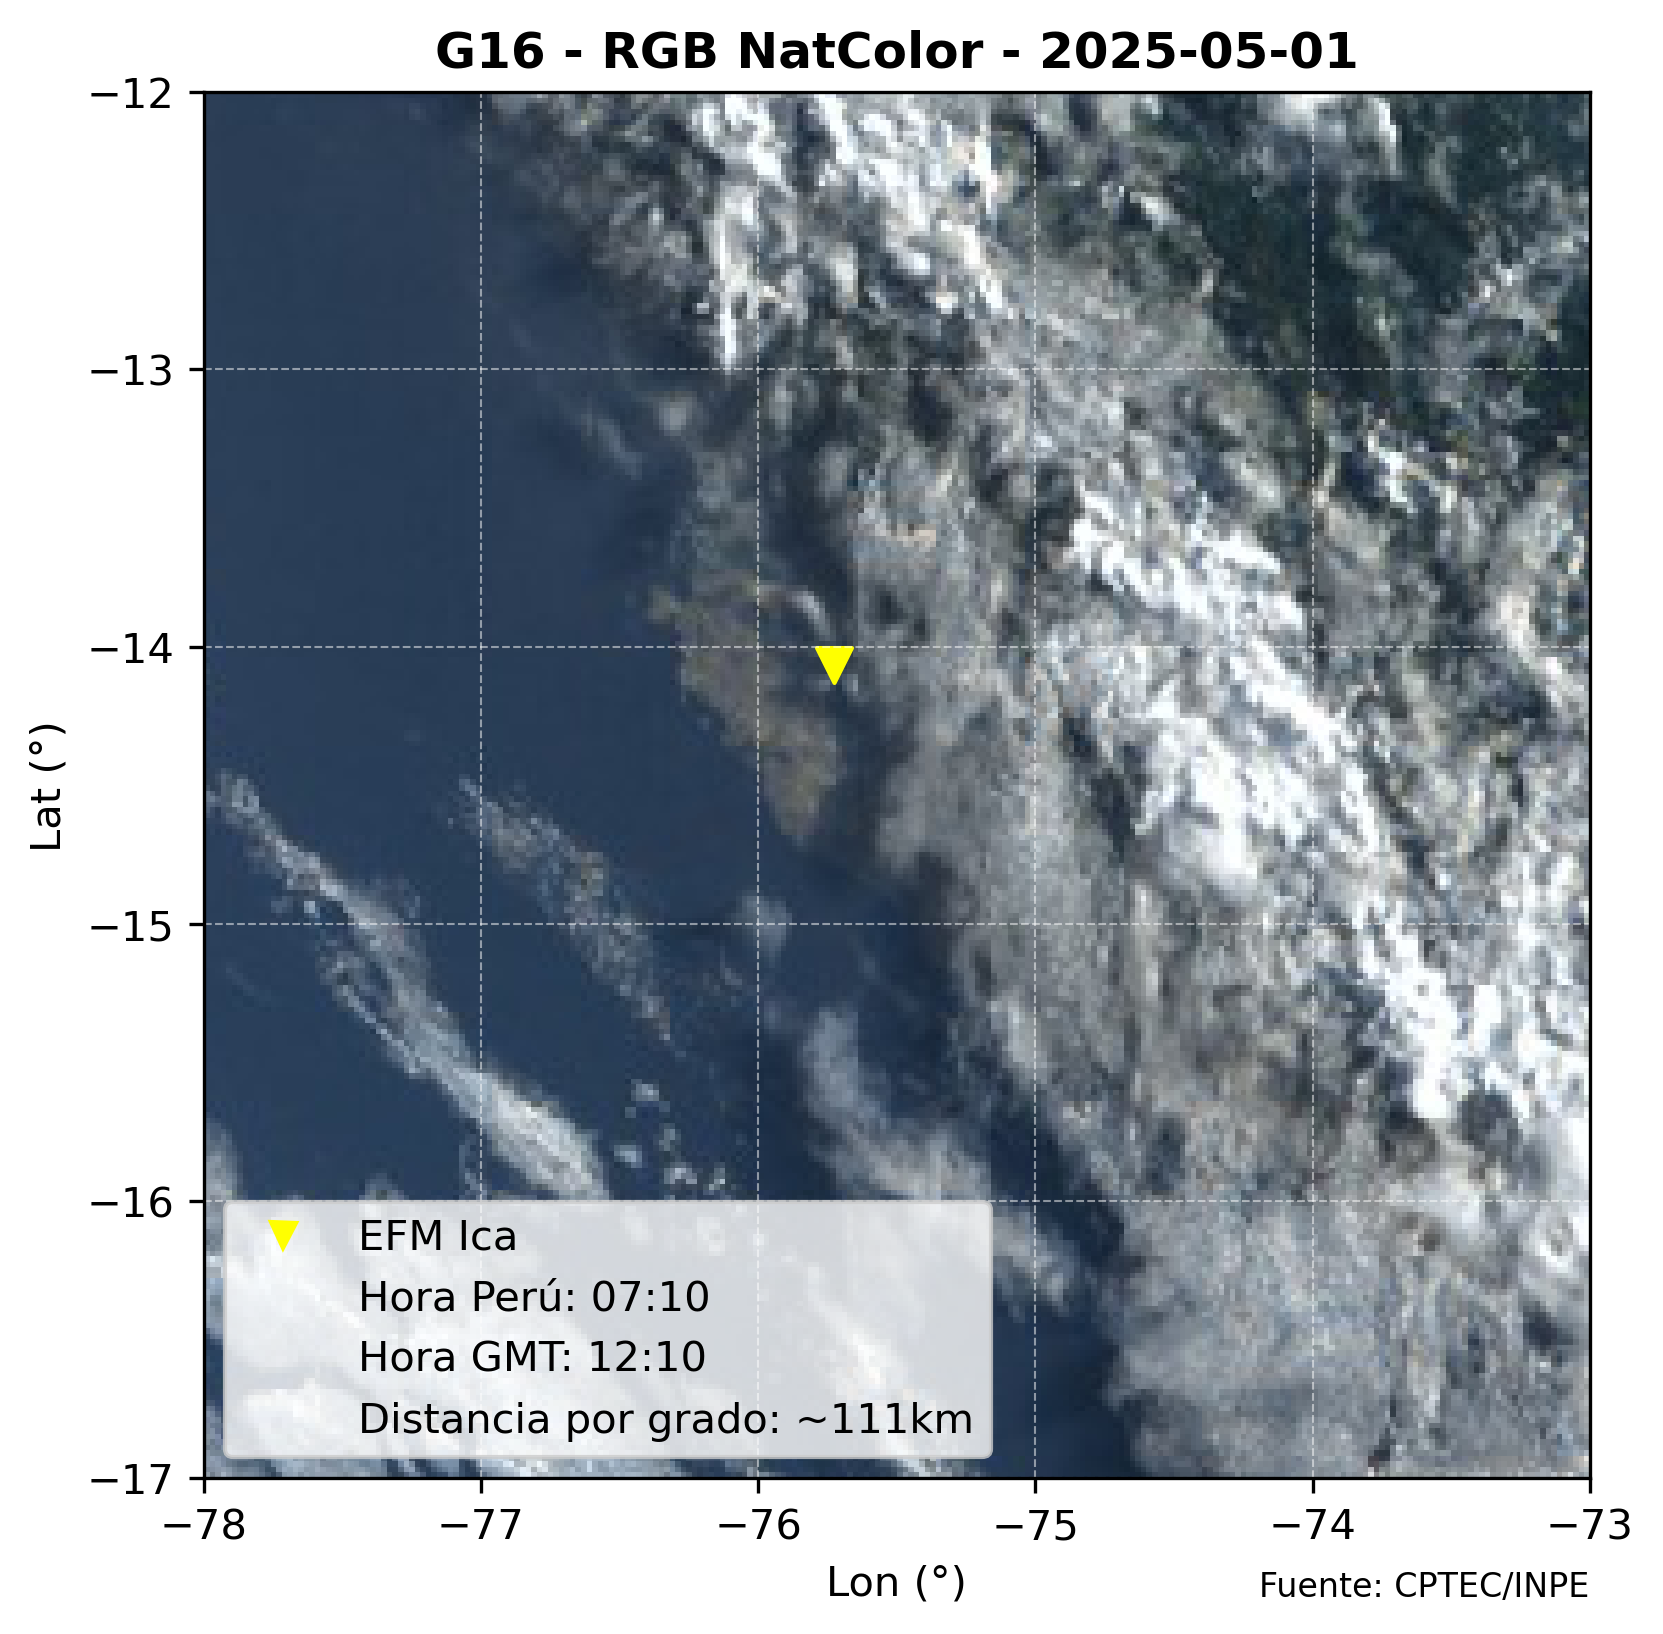 G16 - RGB NatColor - 2025-05-01
−12
−13
−14
−15
−16
−17
Lat (°)
EFM Ica
Hora Perú: 07:10
Hora GMT: 12:10
Distancia por grado: ~111km
−78
−77
−76
−75
−74
−73
Lon (°)
Fuente: CPTEC/INPE